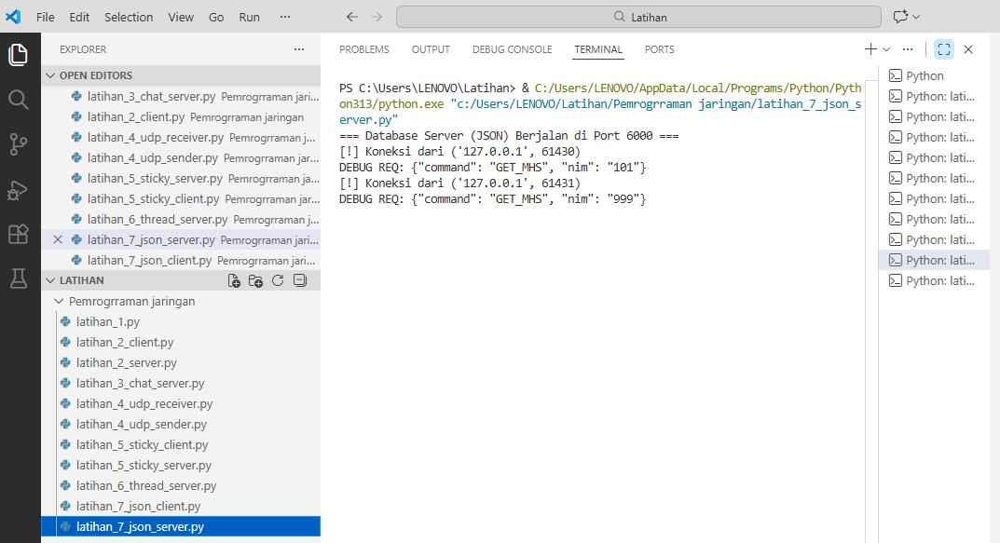 File Edit Selection View Go Run ···
Latihan
EXPLORER ···
OPEN EDITORS
latihan_3_chat_server.py Pemrogrraman jari...
latihan_2_client.py Pemrogrraman jaringan
latihan_4_udp_receiver.py Pemrogrraman j...
latihan_4_udp_sender.py Pemrogrraman jari...
latihan_5_sticky_server.py Pemrogrraman ja...
latihan_5_sticky_client.py Pemrogrraman jar...
latihan_6_thread_server.py Pemrogrraman j...
latihan_7_json_server.py Pemrogrraman jari...
latihan_7_json_client.py Pemrogrraman jari...
LATIHAN
Pemrogrraman jaringan
latihan_1.py
latihan_2_client.py
latihan_2_server.py
latihan_3_chat_server.py
latihan_4_udp_receiver.py
latihan_4_udp_sender.py
latihan_5_sticky_client.py
latihan_5_sticky_server.py
latihan_6_thread_server.py
latihan_7_json_client.py
latihan_7_json_server.py
PROBLEMS OUTPUT DEBUG CONSOLE TERMINAL PORTS
PS C:\Users\LENOVO\Latihan> & C:/Users/LENOVO/AppData/Local/Programs/Python/Pyth
on313/python.exe "c:/Users/LENOVO/Latihan/Pemrogrraman jaringan/latihan_7_json_s
erver.py"
=== Database Server (JSON) Berjalan di Port 6000 ===
[!] Koneksi dari ('127.0.0.1', 61430)
DEBUG REQ: {"command": "GET_MHS", "nim": "101"}
[!] Koneksi dari ('127.0.0.1', 61431)
DEBUG REQ: {"command": "GET_MHS", "nim": "999"}
Python
Python: lati...
Python: lati...
Python: lati...
Python: lati...
Python: lati...
Python: lati...
Python: lati...
Python: lati...
Python: lati...
Python: lati...